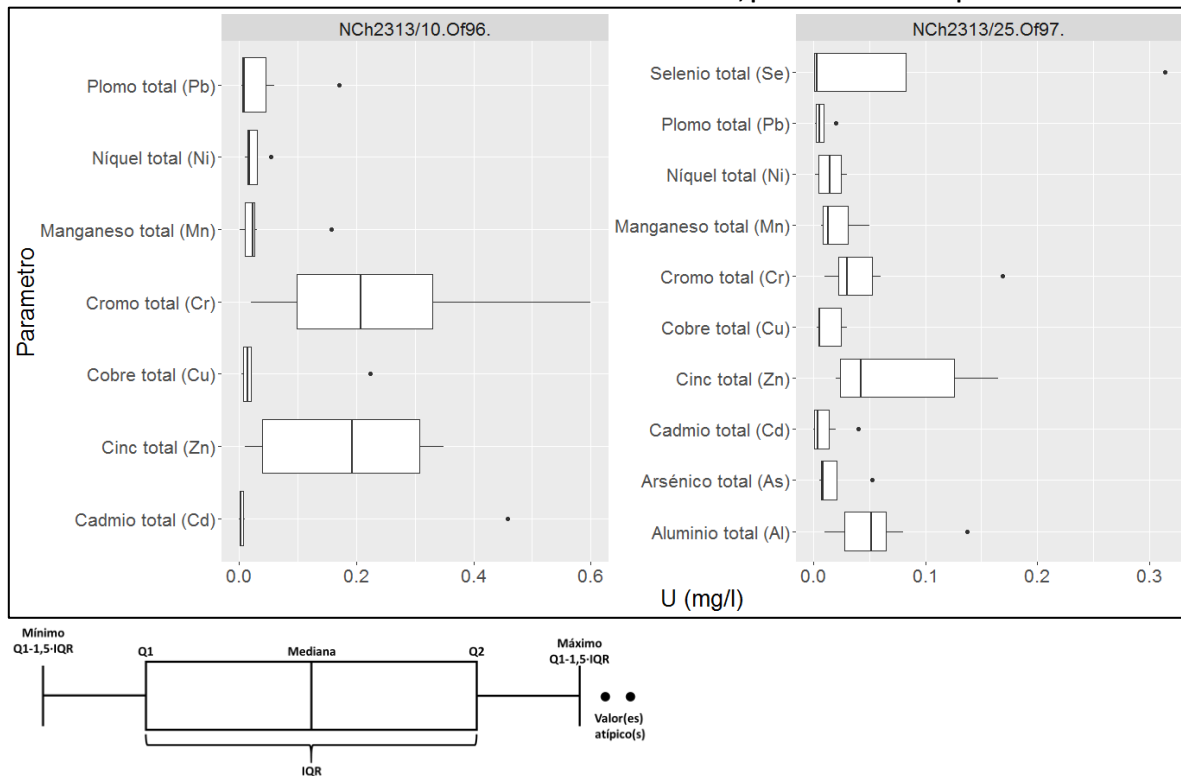 NCh2313/10.Of96.
Plomo total (Pb)
Níquel total (Ni)
Manganeso total (Mn)
Cromo total (Cr)
Cobre total (Cu)
Cinc total (Zn)
Cadmio total (Cd)
Parametro
0.0 0.2 0.4 0.6
NCh2313/25.Of97.
Selenio total (Se)
Plomo total (Pb)
Níquel total (Ni)
Manganeso total (Mn)
Cromo total (Cr)
Cobre total (Cu)
Cinc total (Zn)
Cadmio total (Cd)
Arsénico total (As)
Aluminio total (Al)
0.0 0.1 0.2 0.3
U (mg/l)
Mínimo
Q1-1,5·IQR
Q1
Mediana
Q2
Máximo
Q1-1,5·IQR
Valor(es)
atípico(s)
IQR